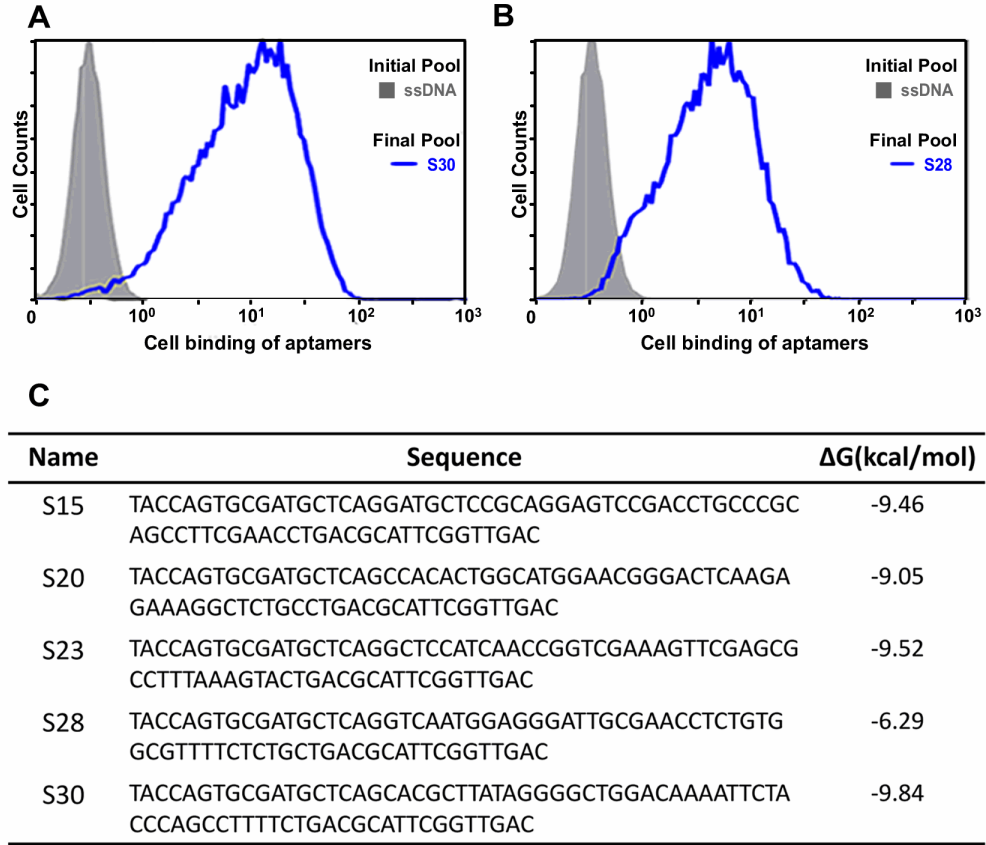 A
Cell Counts
Initial Pool
ssDNA
Final Pool
S30
0 10⁰ 10¹ 10² 10³
Cell binding of aptamers
B
Cell Counts
Initial Pool
ssDNA
Final Pool
S28
0 10⁰ 10¹ 10² 10³
Cell binding of aptamers
C
Name Sequence ΔG(kcal/mol)
S15 TACCAGTGCGATGCTCAGGATGCTCCGCAGGAGTCCGACCTGCCCGC -9.46
AGCCTTCGAACCTGACGCATTCGGTTGAC
S20 TACCAGTGCGATGCTCAGCCACACTGGCATGGAACGGGACTCAAGA -9.05
GAAAGGCTCTGCCTGACGCATTCGGTTGAC
S23 TACCAGTGCGATGCTCAGGCTCCATCAACCGGTCGAAAGTTCGAGCG -9.52
CCTTTAAAGTACTGACGCATTCGGTTGAC
S28 TACCAGTGCGATGCTCAGGTCAATGGAGGGATTGCGAACCTCTGTG -6.29
GCGTTTTCTCTGCTGACGCATTCGGTTGAC
S30 TACCAGTGCGATGCTCAGCACGCTTATAGGGGCTGGACAAAATTCTA -9.84
CCCAGCCTTTTCTGACGCATTCGGTTGAC